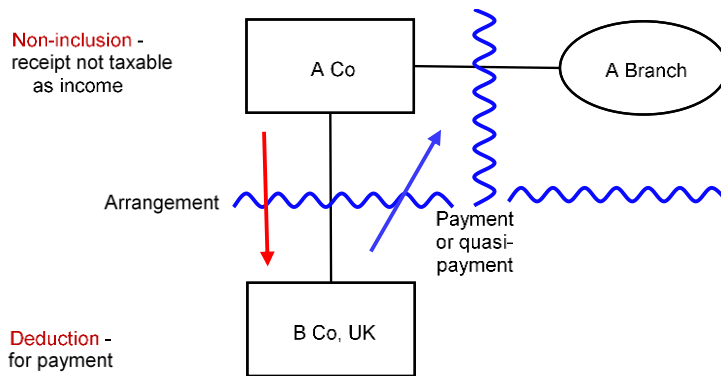 Non-inclusion -
receipt not taxable
as income
A Co
A Branch
Arrangement
Payment
or quasi-
payment
B Co, UK
Deduction -
for payment